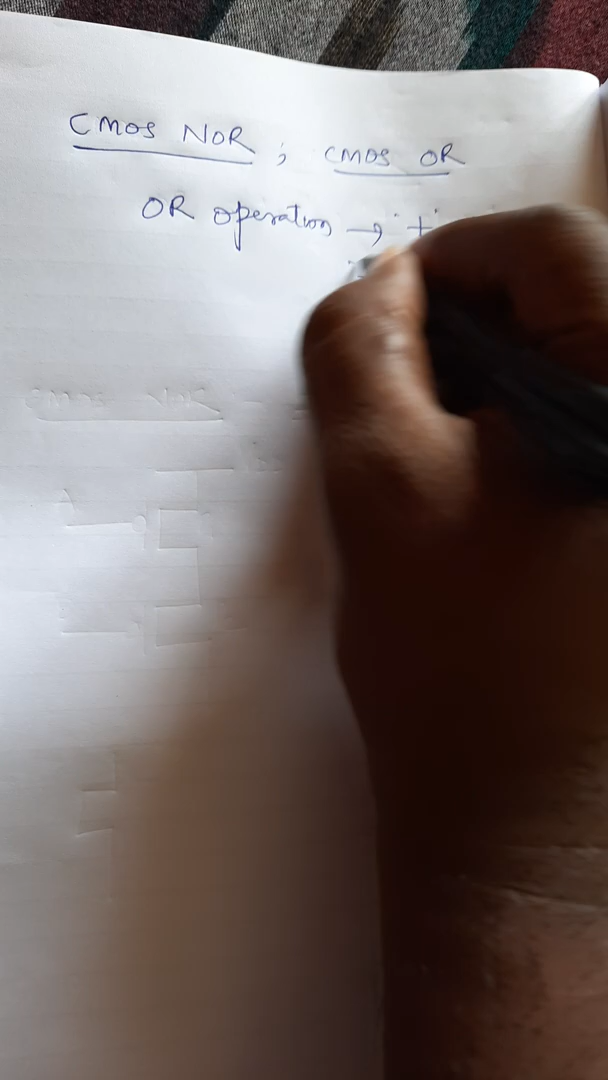 CMOS NOR ; CMOS OR
OR operation → "+"